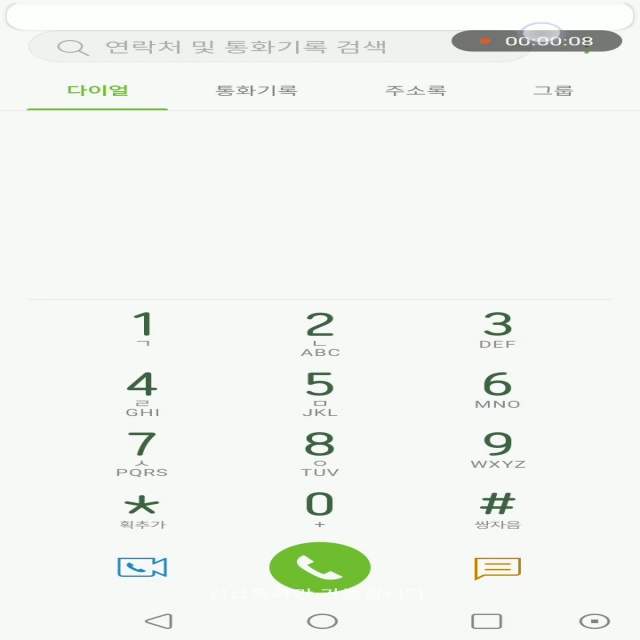 연락처 및 통화기록 검색
00:00:08
다이얼 통화기록 주소록 그룹
1 2 3
ㄱ ㄴ DEF
ABC
4 5 6
ㄹ ㅁ MNO
GHI JKL
7 8 9
ㅅ ㅇ WXYZ
PQRS TUV
* 0 #
획추가 + 쌍자음